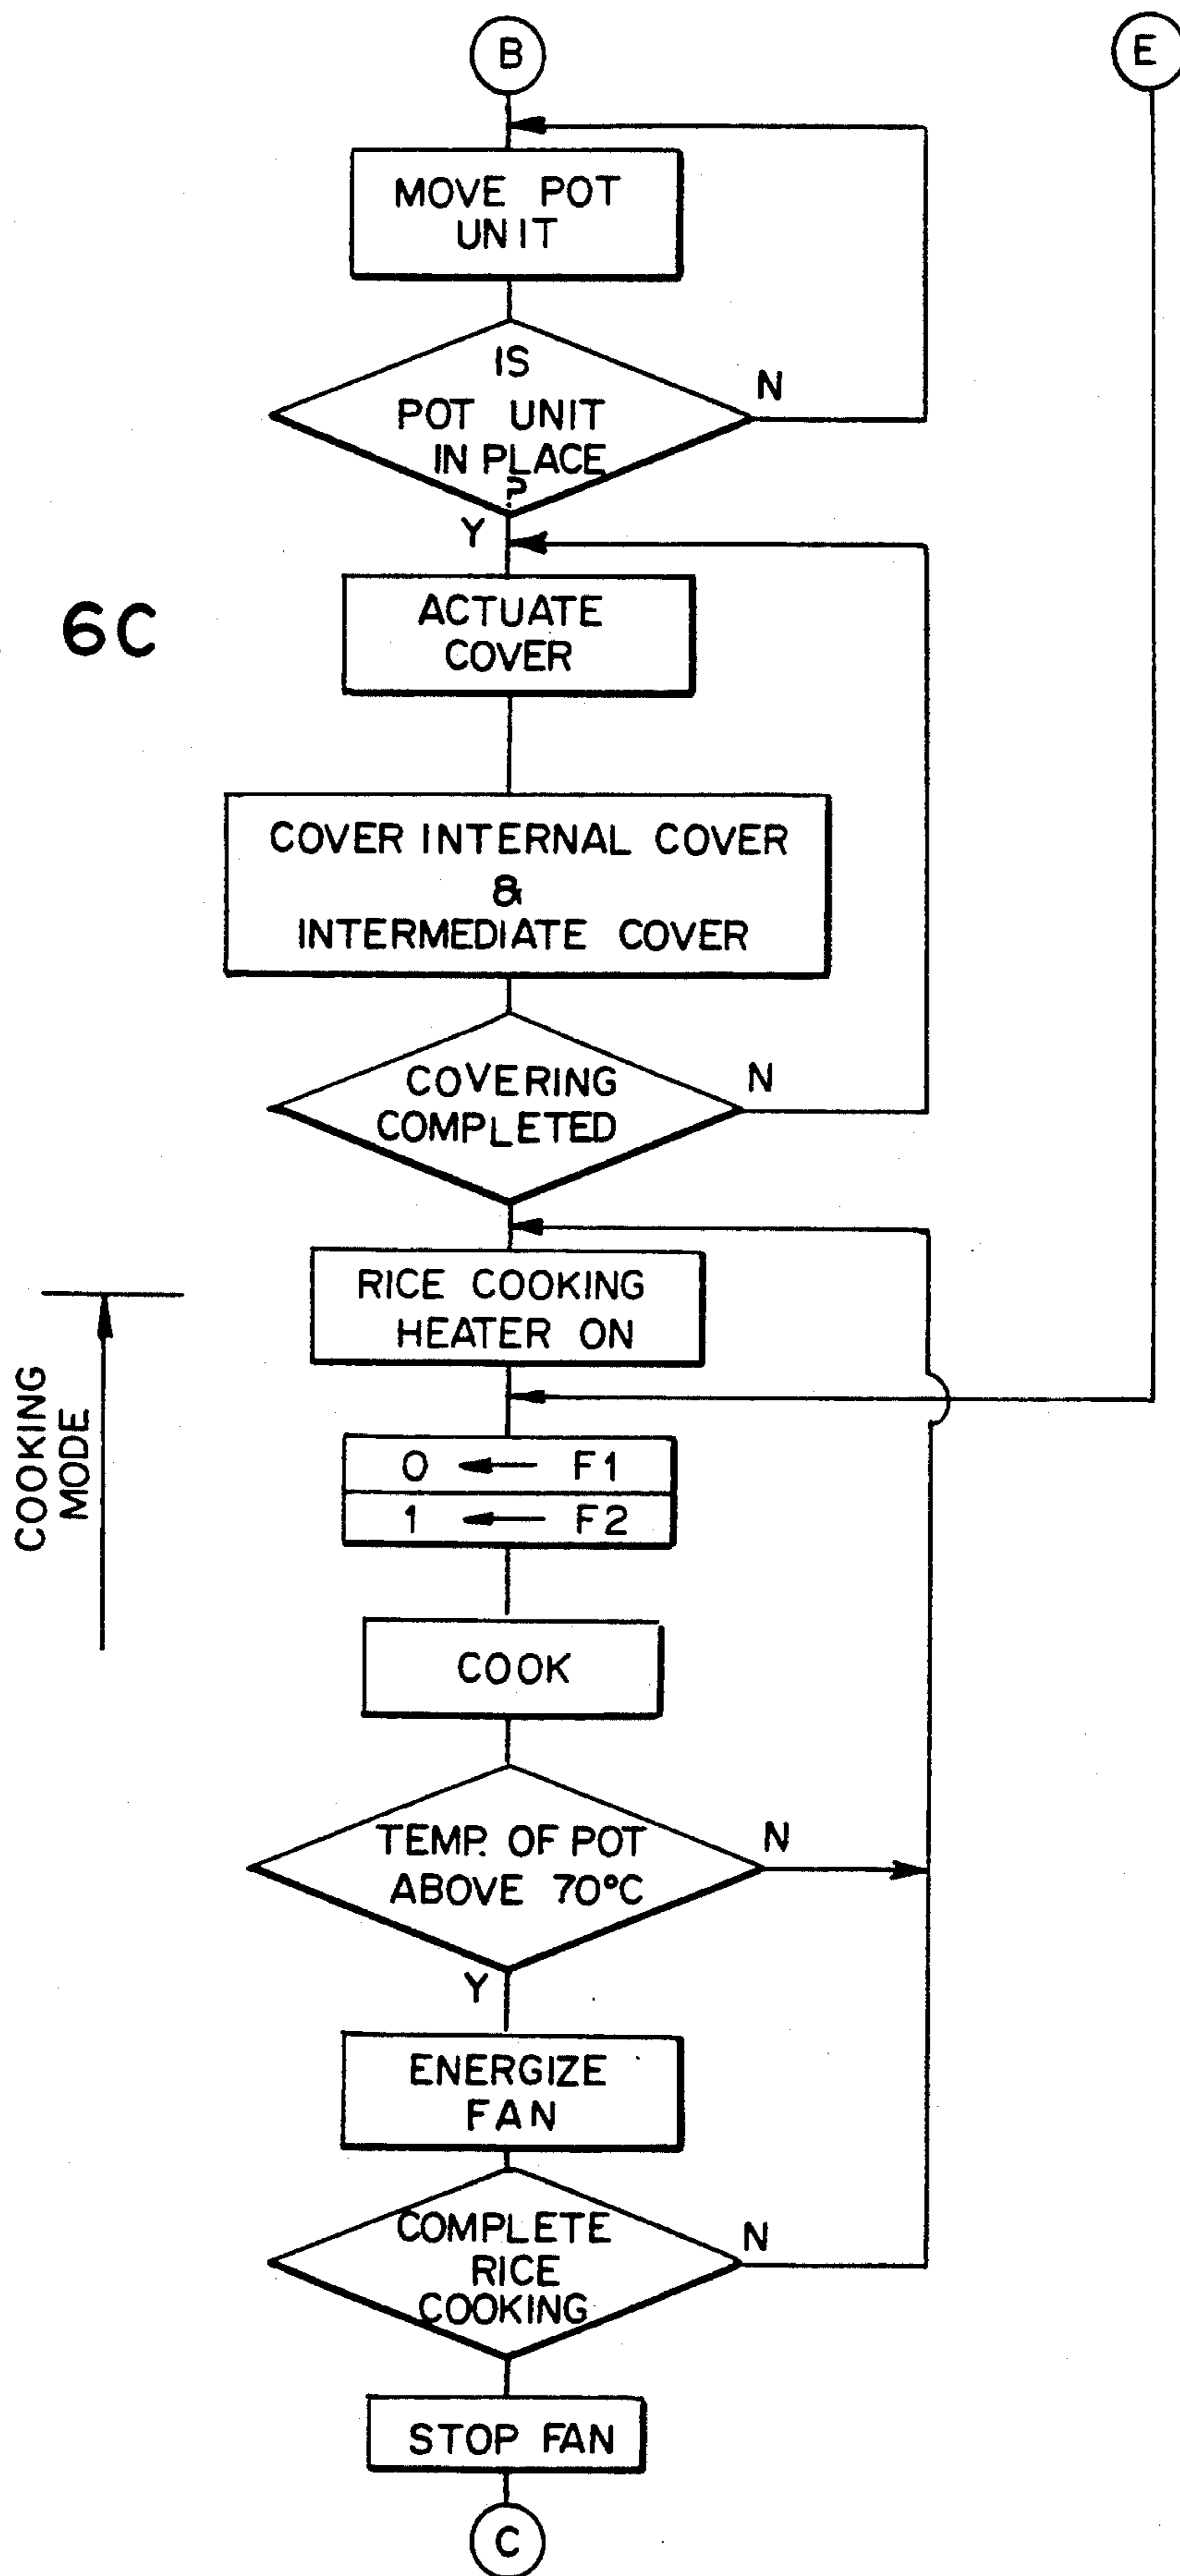 B
E
MOVE POT
UNIT
IS
POT UNIT
IN PLACE
?
N
Y
6C
ACTUATE
COVER
COVER INTERNAL COVER
&
INTERMEDIATE COVER
COVERING
COMPLETED
N
RICE COOKING
HEATER ON
COOKING
MODE
0 ← F1
1 ← F2
COOK
TEMP. OF POT
ABOVE 70°C
N
Y
ENERGIZE
FAN
COMPLETE
RICE
COOKING
N
STOP FAN
C